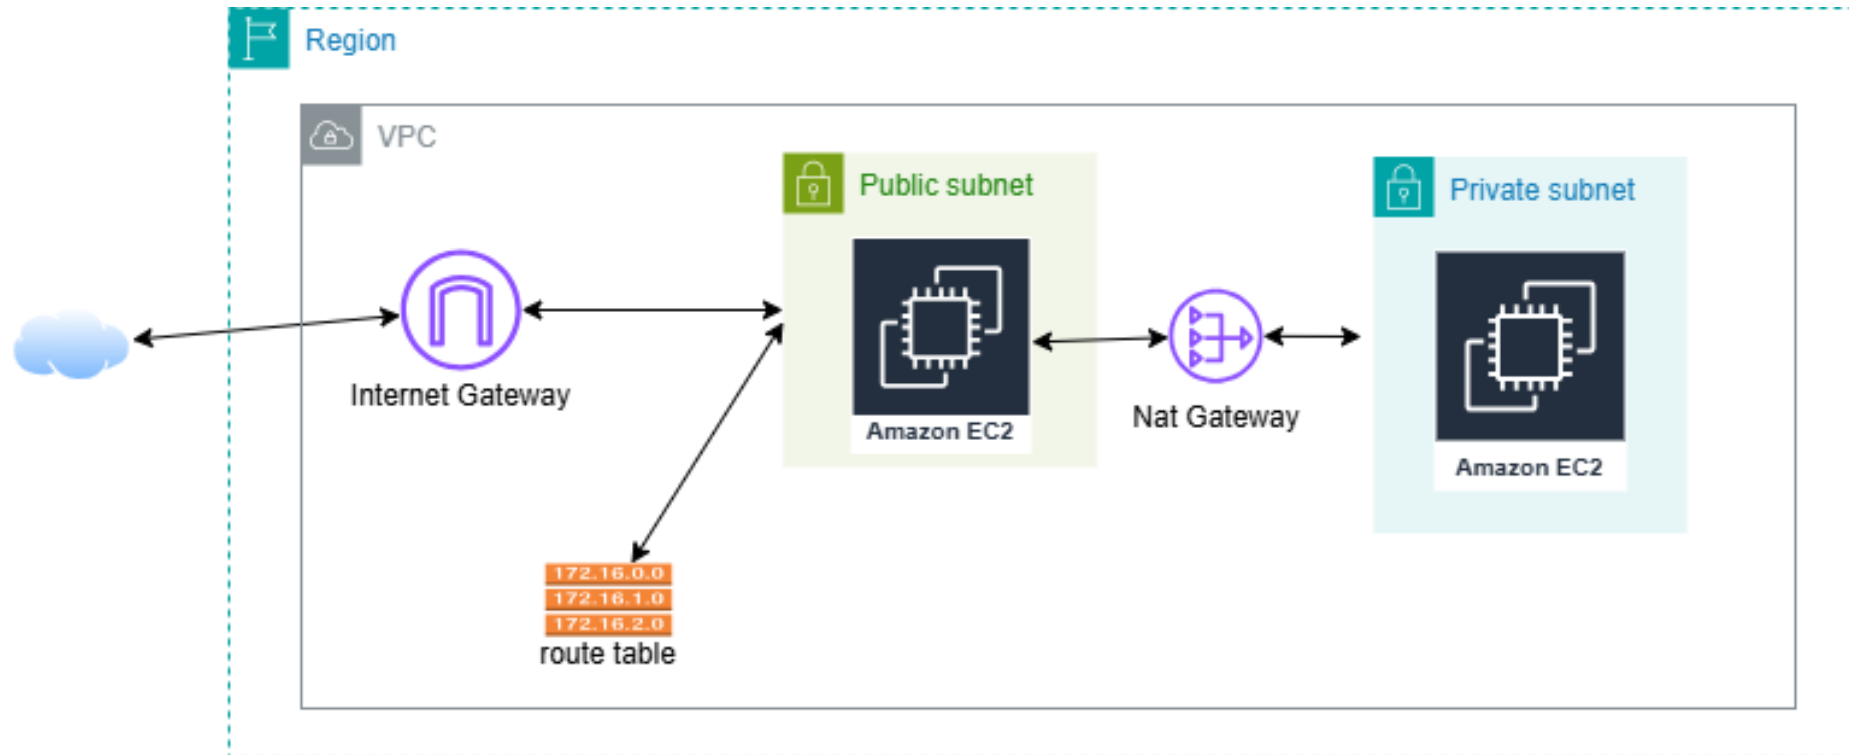 Region
VPC
Public subnet
Private subnet
Internet Gateway
Amazon EC2
Nat Gateway
Amazon EC2
172.16.0.0
172.16.1.0
172.16.2.0
route table